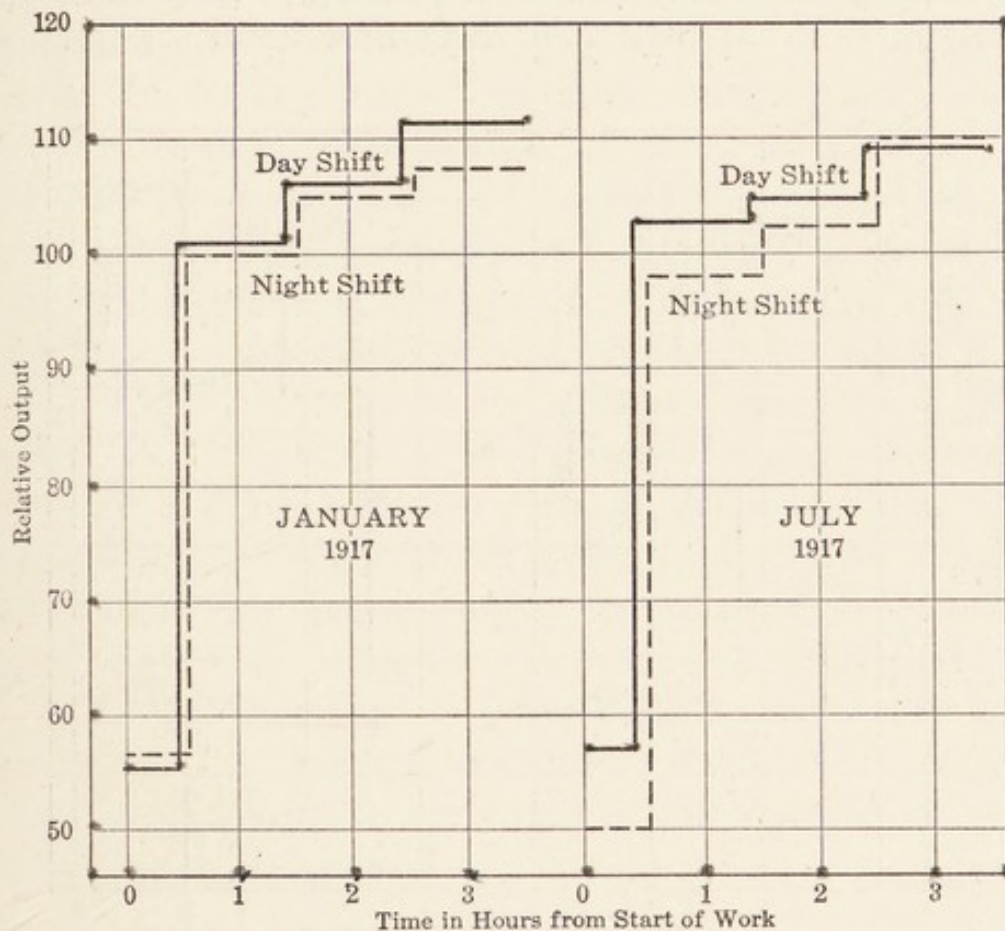 120
110
100
90
80
70
60
50
Relative Output
Day Shift
Night Shift
JANUARY
1917
Day Shift
Night Shift
JULY
1917
0 1 2 3 0 1 2 3
Time in Hours from Start of Work